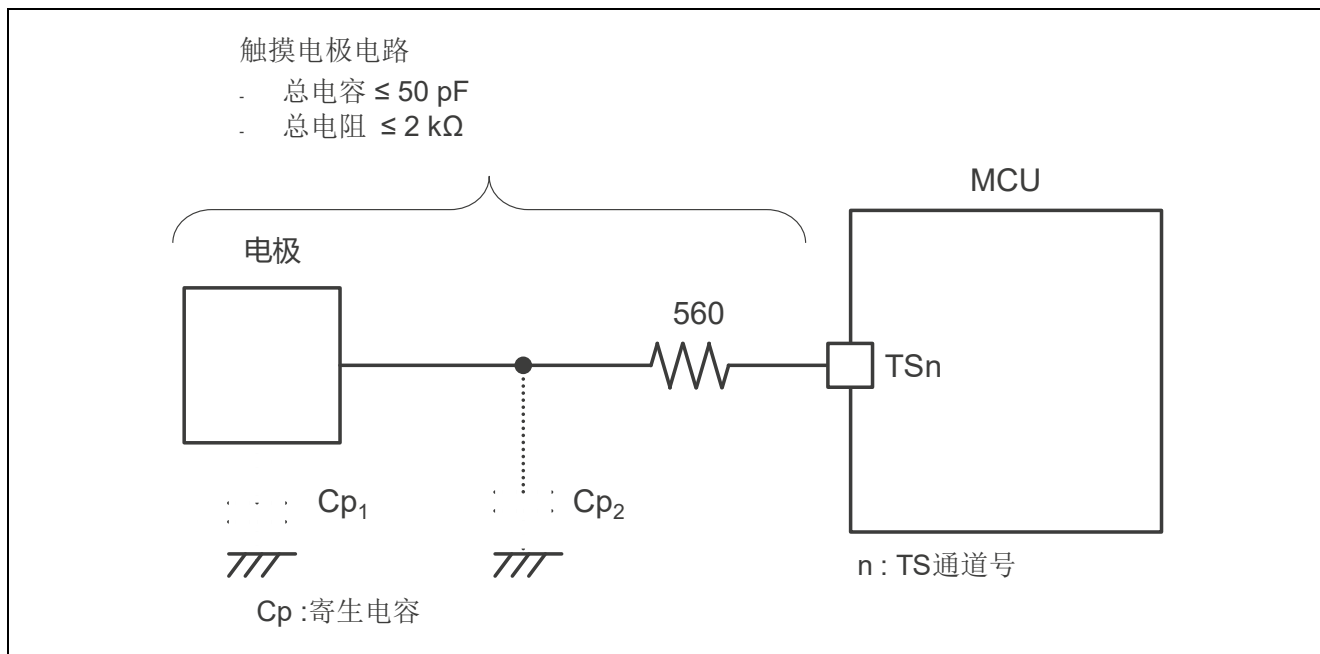 触摸电极电路
- 总电容 ≤ 50 pF
- 总电阻 ≤ 2 kΩ
MCU
电极
560
TSn
Cp₁
Cp₂
n : TS通道号
Cp :寄生电容